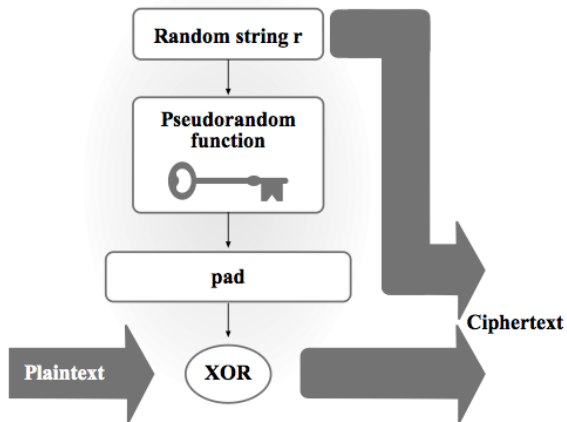 Random string r
Pseudorandom
function
pad
Ciphertext
Plaintext
XOR